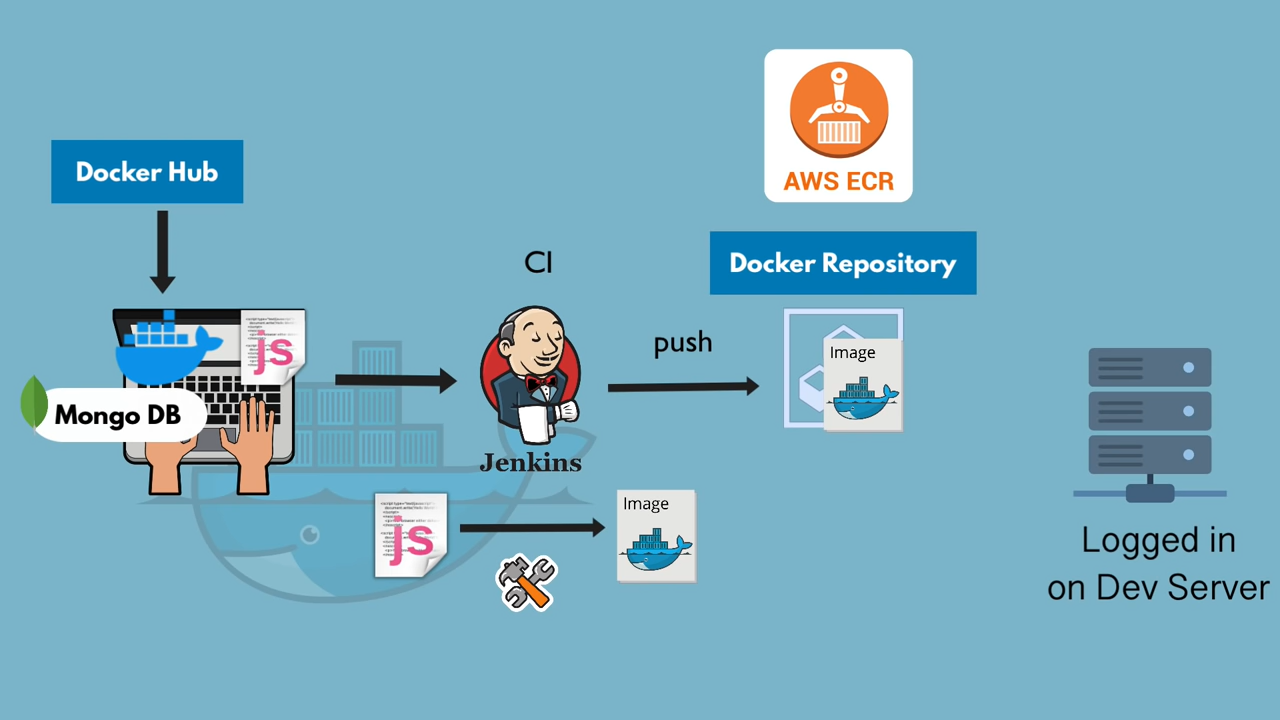 AWS ECR
Docker Hub
CI
Docker Repository
push
Image
js
Mongo DB
Jenkins
Image
js
Logged in
on Dev Server